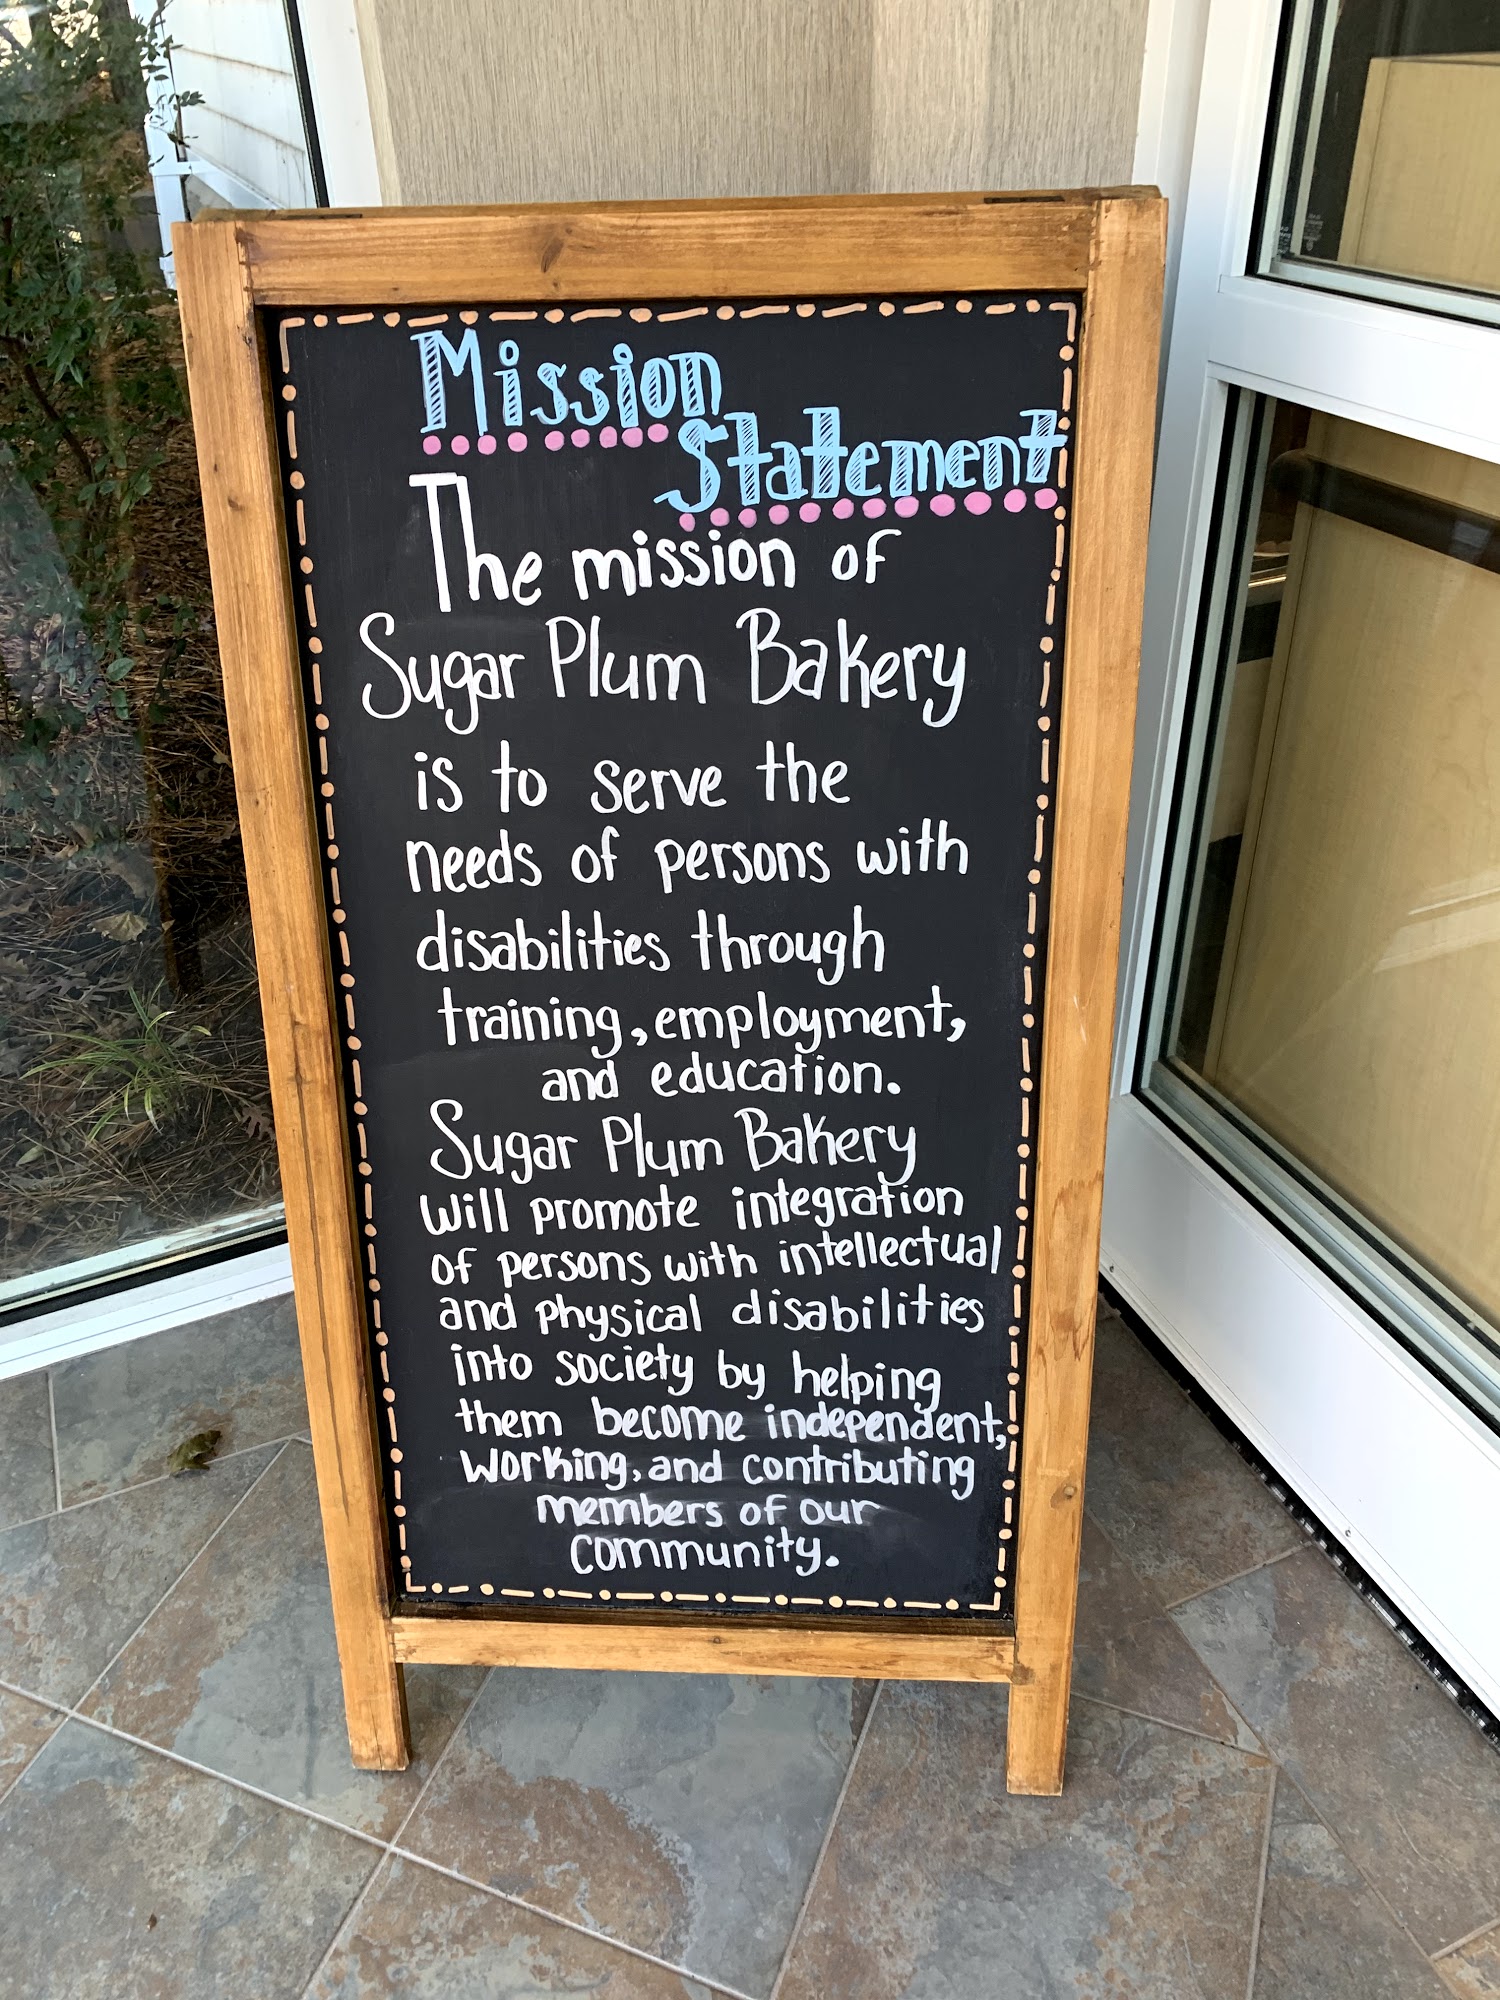 Mission
Statement
The mission of
Sugar Plum Bakery
is to serve the
needs of persons with
disabilities through
training, employment,
and education.
Sugar Plum Bakery
will promote integration
of persons with intellectual
and physical disabilities
into society by helping
them become independent,
working, and contributing
members of our
community.